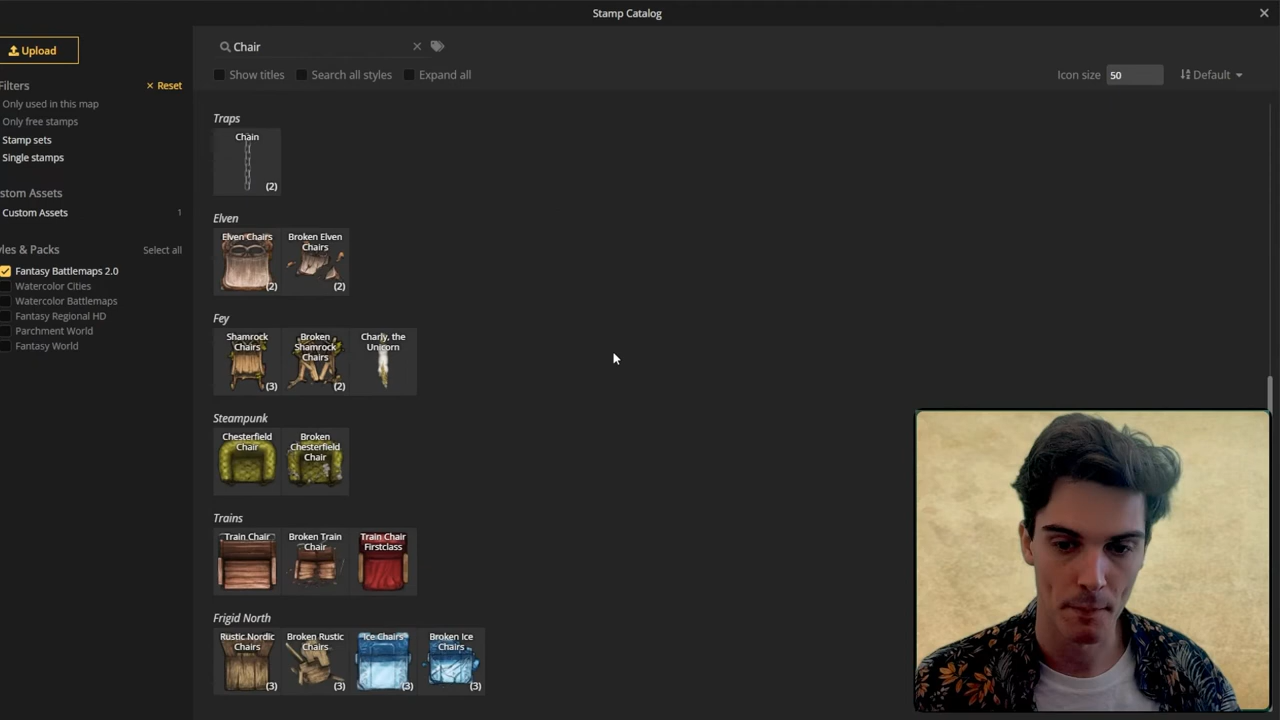 Stamp Catalog
Upload
Chair
Show titles
Search all styles
Expand all
Icon size
50
Default
Filters
Reset
Only used in this map
Only free stamps
Stamp sets
Single stamps
stom Assets
Custom Assets
1
yles & Packs
Select all
Fantasy Battlemaps 2.0
Watercolor Cities
Watercolor Battlemaps
Fantasy Regional HD
Parchment World
Fantasy World
Traps
Chain
(2)
Elven
Elven Chairs
(2)
Broken Elven
Chairs
(2)
Fey
Shamrock
Chairs
(3)
Broken
Shamrock
Chairs
(2)
Charly, the
Unicorn
Steampunk
Chesterfield
Chair
Broken
Chesterfield
Chair
Trains
Train Chair
Broken Train
Chair
Train Chair
Firstclass
Frigid North
Rustic Nordic
Chairs
(3)
Broken Rustic
Chairs
(3)
Ice Chairs
(3)
Broken Ice
Chairs
(3)